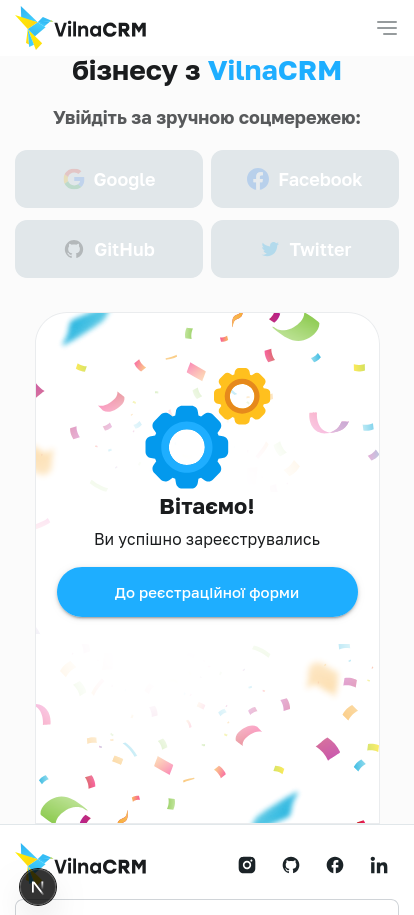 VilnaCRM
бізнесу з VilnaCRM
Увійдіть за зручною соцмережею:
Google
Facebook
GitHub
Twitter
Вітаємо!
Ви успішно зареєструвались
До реєстраційної форми
VilnaCRM
N